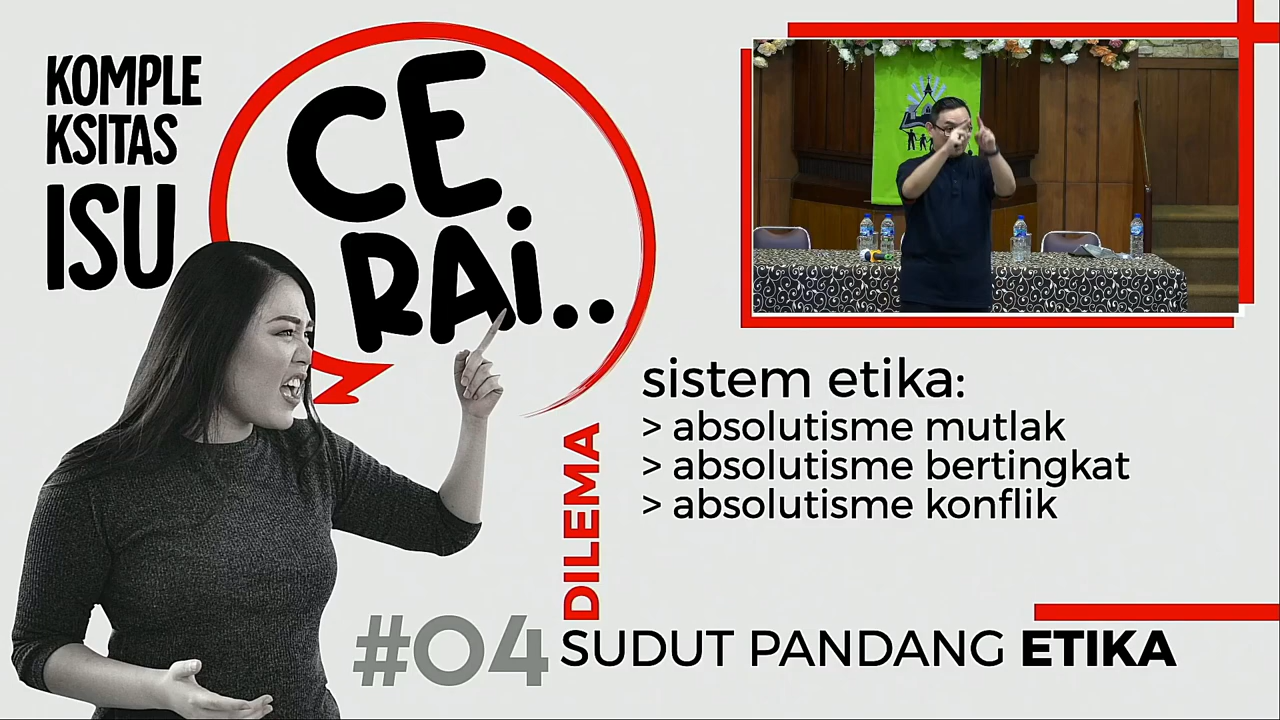 KOMPLE
KSITAS
ISU
CE
RAi..
sistem etika:
> absolutisme mutlak
> absolutisme bertingkat
> absolutisme konflik
DILEMA
#04 SUDUT PANDANG ETIKA